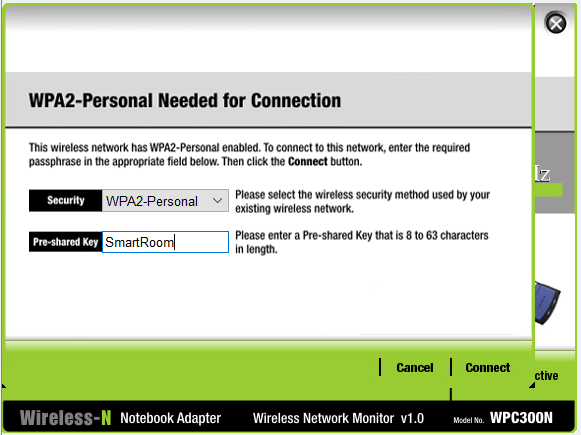 WPA2-Personal Needed for Connection
This wireless network has WPA2-Personal enabled. To connect to this network, enter the required
passphrase in the appropriate field below. Then click the Connect button.
Security
WPA2-Personal
Please select the wireless security method used by your
existing wireless network.
Pre-shared Key
SmartRoom
Please enter a Pre-shared Key that is 8 to 63 characters
in length.
Hz
Cancel
Connect
ctive
Wireless-N Notebook Adapter Wireless Network Monitor v1.0 Model No. WPC300N